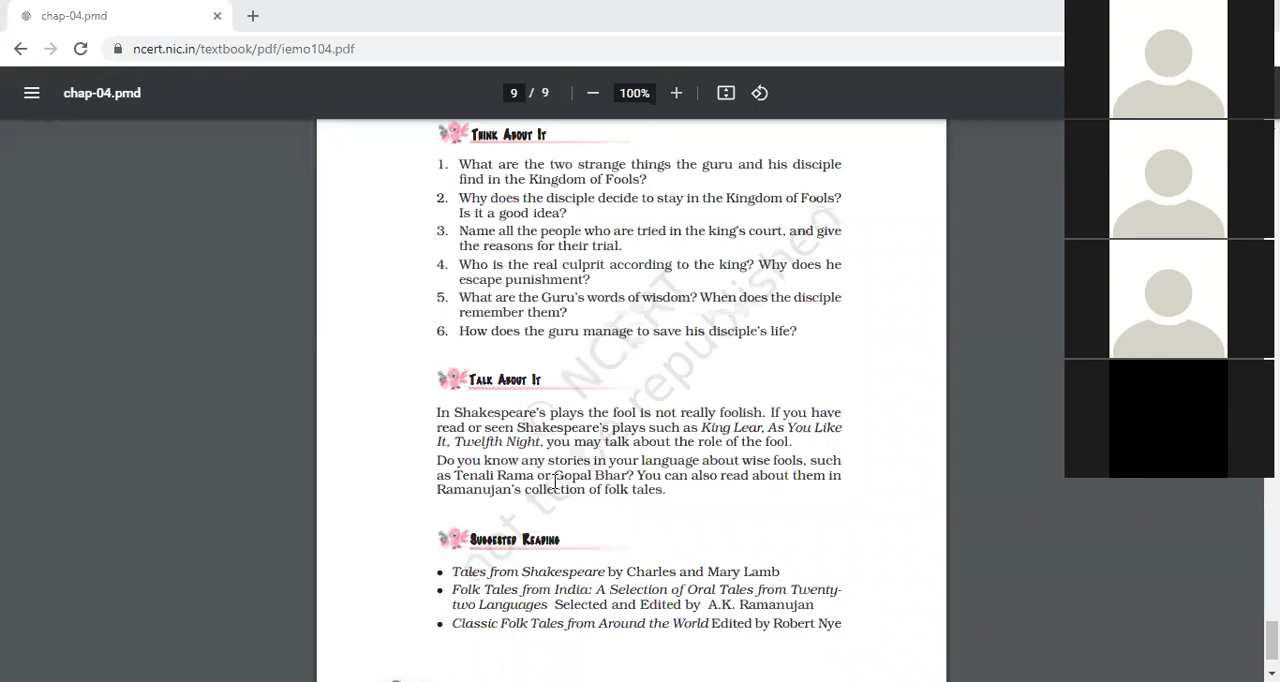 chap-04.pmd
ncert.nic.in/textbook/pdf/iemo104.pdf
chap-04.pmd
9 / 9
100%
THINK ABOUT IT
1. What are the two strange things the guru and his disciple
find in the Kingdom of Fools?
2. Why does the disciple decide to stay in the Kingdom of Fools?
Is it a good idea?
3. Name all the people who are tried in the king's court, and give
the reasons for their trial.
4. Who is the real culprit according to the king? Why does he
escape punishment?
5. What are the Guru's words of wisdom? When does the disciple
remember them?
6. How does the guru manage to save his disciple's life?
TALK ABOUT IT
In Shakespeare's plays the fool is not really foolish. If you have
read or seen Shakespeare's plays such as King Lear, As You Like
It, Twelfth Night, you may talk about the role of the fool.
Do you know any stories in your language about wise fools, such
as Tenali Rama or Gopal Bhar? You can also read about them in
Ramanujan's collection of folk tales.
SUGGESTED READING
• Tales from Shakespeare by Charles and Mary Lamb
• Folk Tales from India: A Selection of Oral Tales from Twenty-
two Languages Selected and Edited by A.K. Ramanujan
• Classic Folk Tales from Around the World Edited by Robert Nye
© NCERT
not to be republished